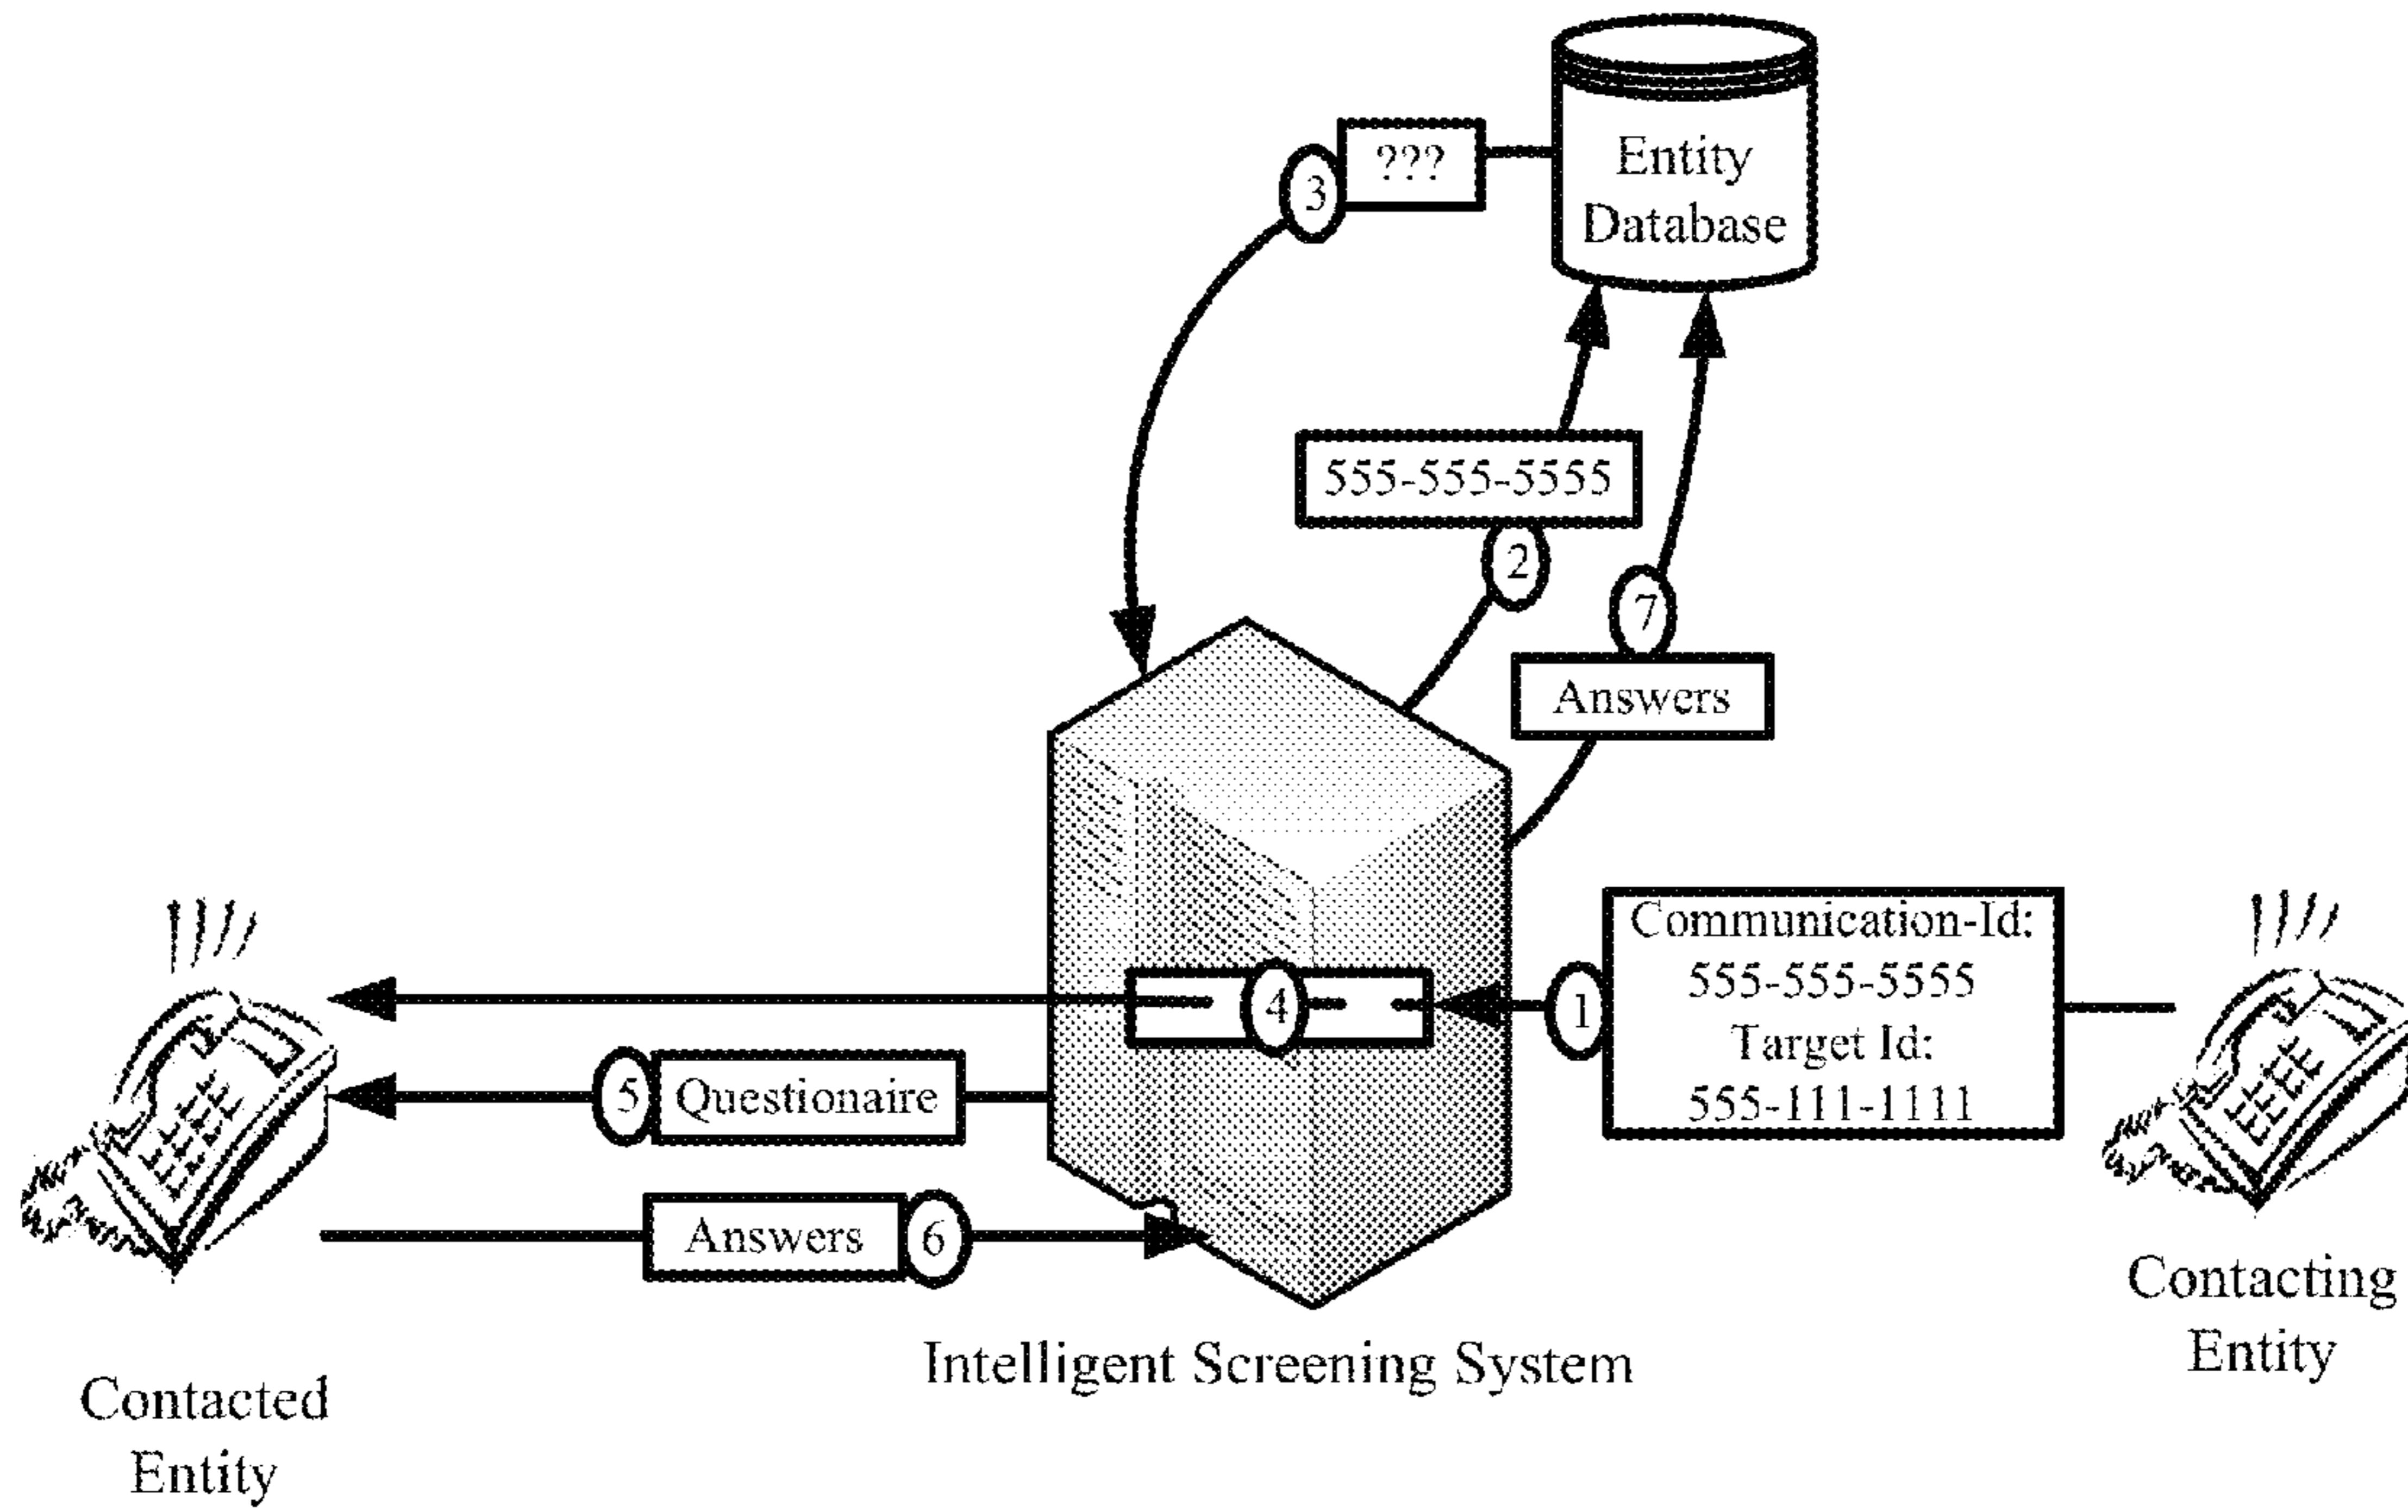 Entity
Database
3
???
555-555-5555
2
7
Answers
Communication-Id:
555-555-5555
Target Id:
555-111-1111
1
4
5
Questionaire
Answers
6
Intelligent Screening System
Contacting
Entity
Contacted
Entity